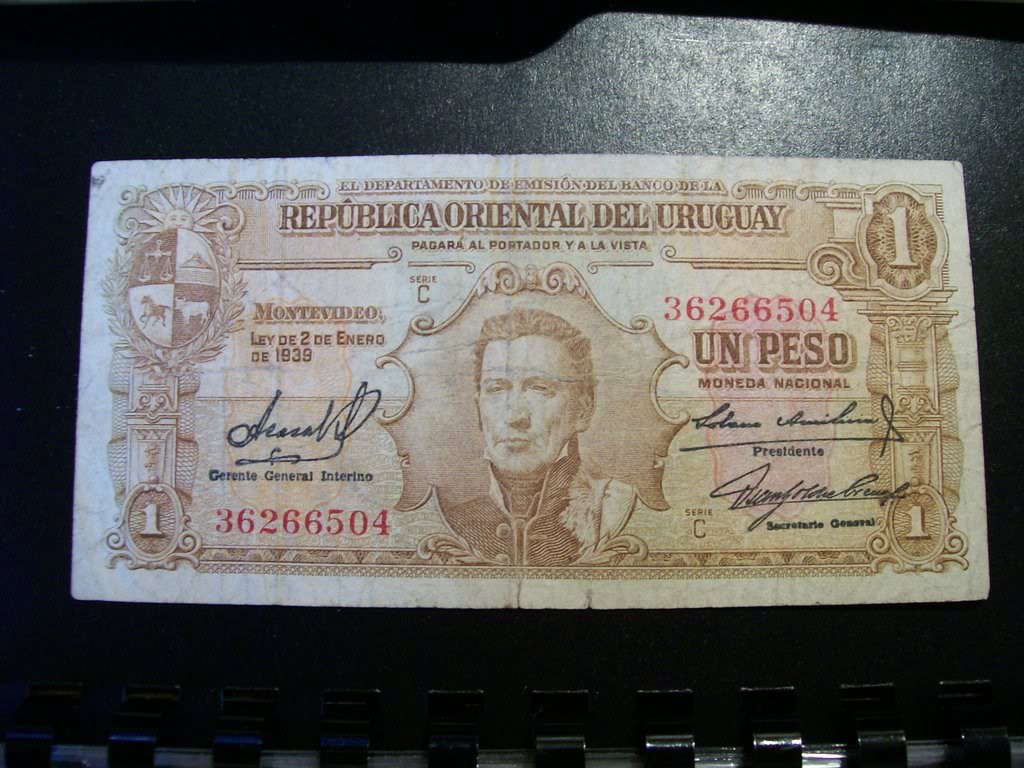 EL DEPARTAMENTO DE EMISIÓN DEL BANCO DE LA
REPÚBLICA ORIENTAL DEL URUGUAY
PAGARÁ AL PORTADOR Y A LA VISTA
1
SERIE
C
MONTEVIDEO,
LEY DE 2 DE ENERO
DE 1939
36266504
UN PESO
MONEDA NACIONAL
Presidente
Gerente General Interino
36266504
SERIE
C
Secretario General
1
1